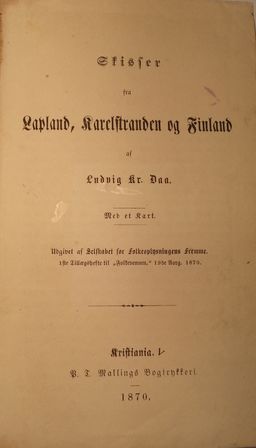 Skisser
fra
Lapland, Karelstranden og Finland
af
Ludvig Kr. Daa.
Med et Kart.
Udgivet af Selskabet for Folkeoplysningens Fremme.
1ste Tillægshefte til „Folkevennen,“ 19de Aarg. 1870.
Kristiania.
P. T. Mallings Bogtrykkeri.
1870.